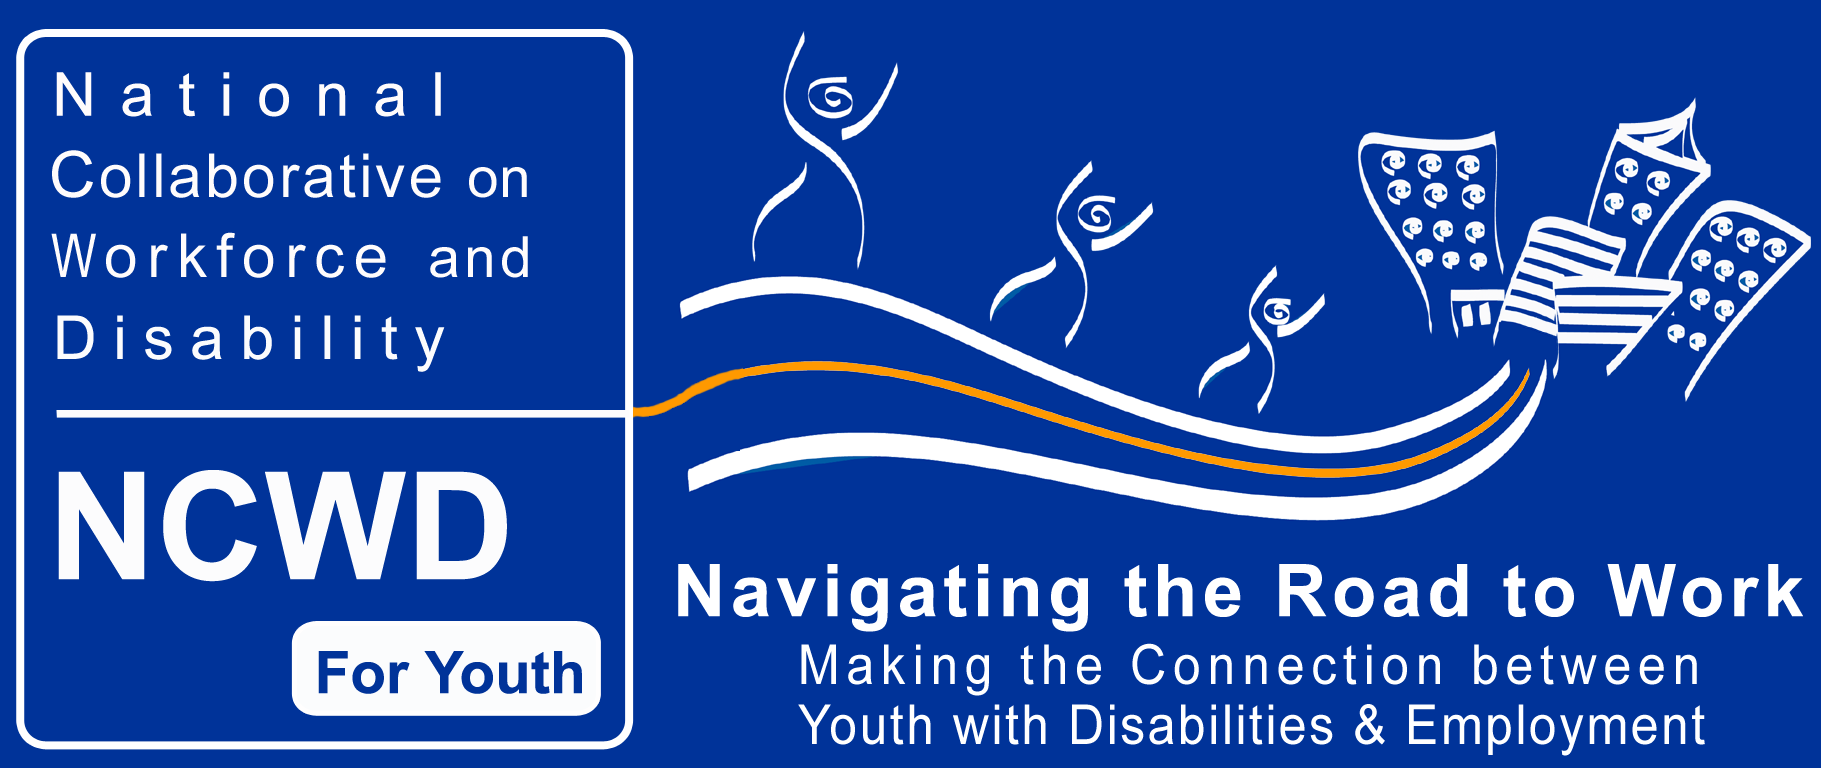 National
Collaborative on
Workforce and
Disability
NCWD
For Youth
Navigating the Road to Work
Making the Connection between
Youth with Disabilities & Employment